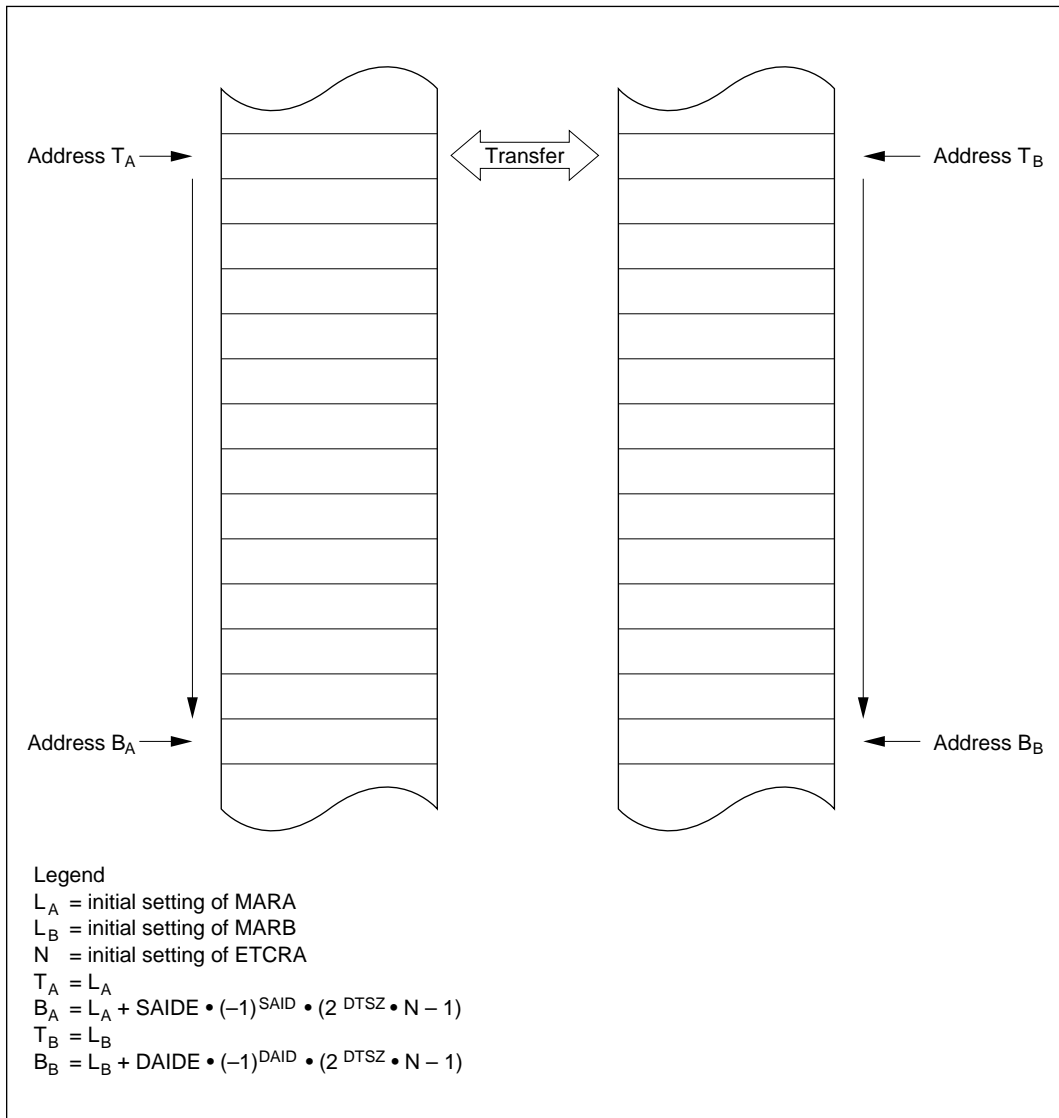 Address T_A
Transfer
Address T_B
Address B_A
Address B_B
Legend
L_A = initial setting of MARA
L_B = initial setting of MARB
N = initial setting of ETCRA
T_A = L_A
B_A = L_A + SAIDE • (–1)^SAID • (2^DTSZ • N – 1)
T_B = L_B
B_B = L_B + DAIDE • (–1)^DAID • (2^DTSZ • N – 1)